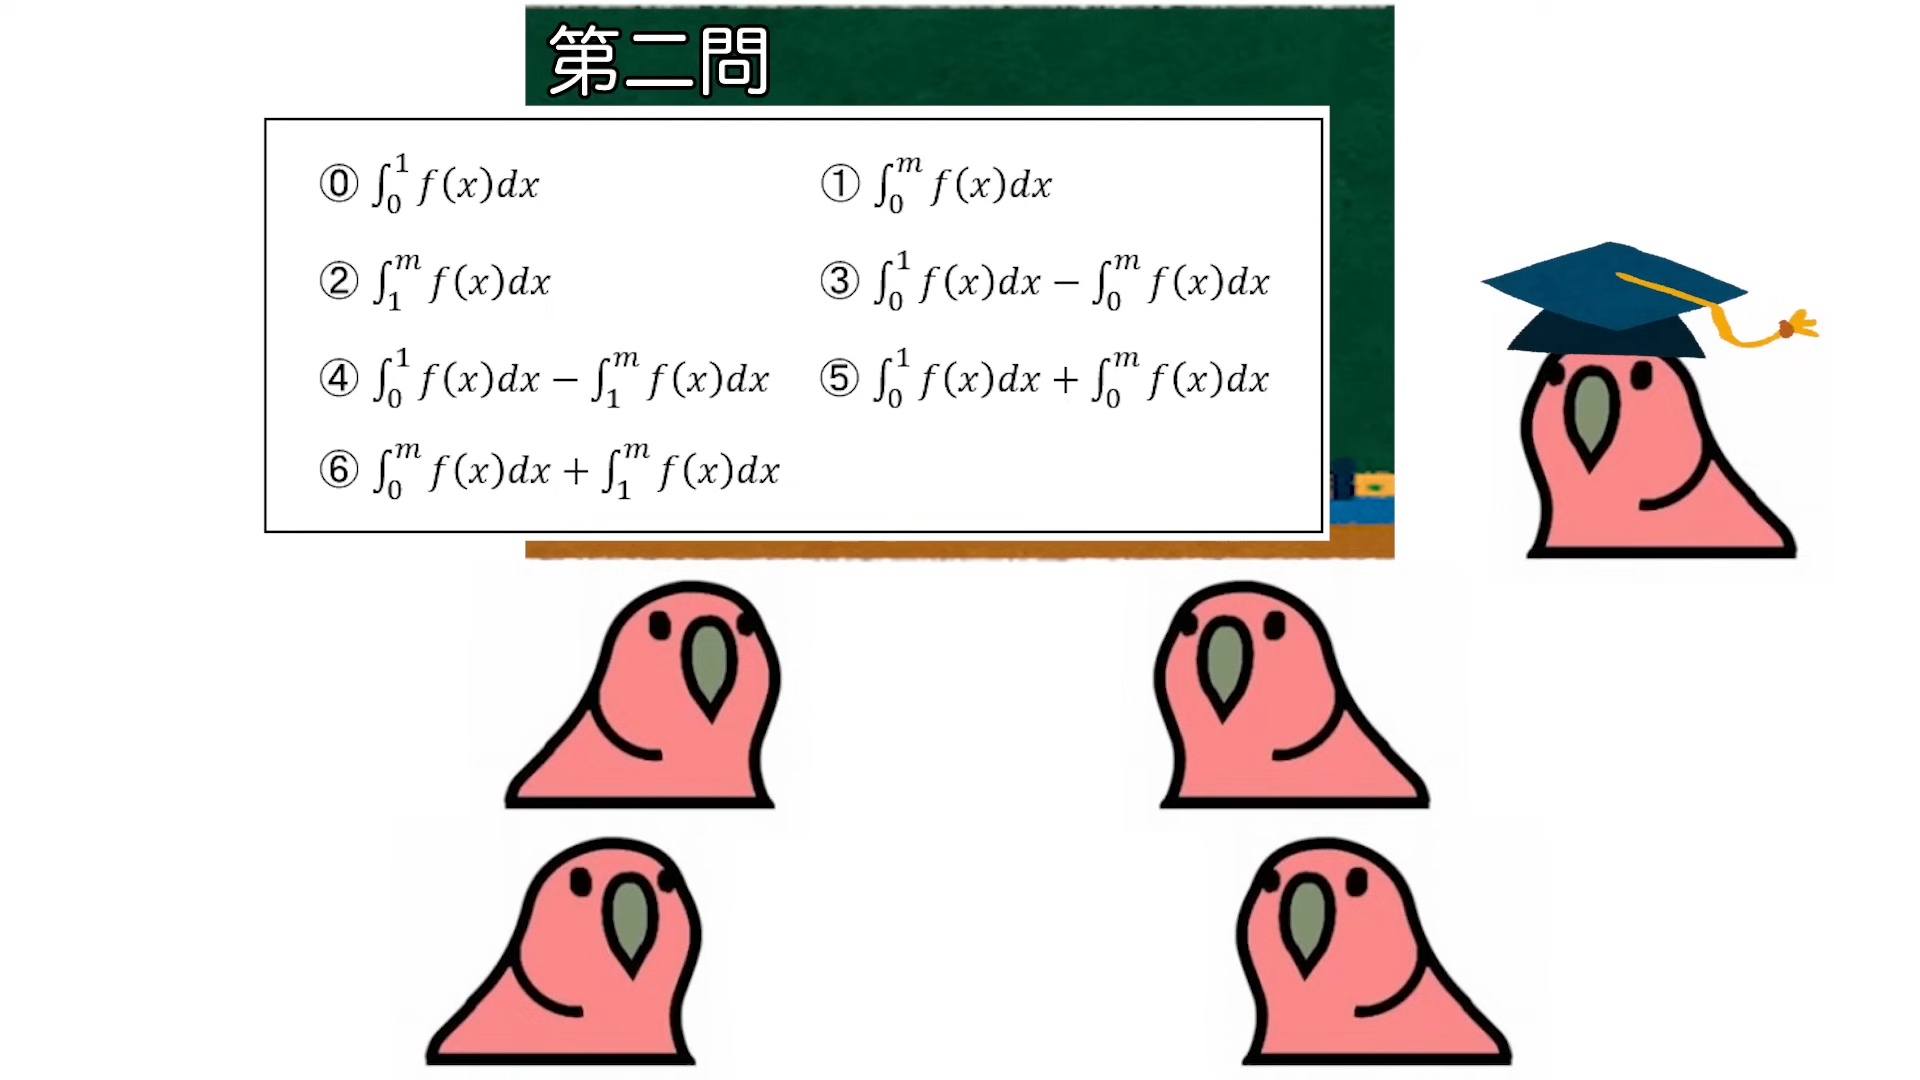 第二問
⓪ ∫₀¹ f(x)dx ① ∫₀ᵐ f(x)dx
② ∫₁ᵐ f(x)dx ③ ∫₀¹ f(x)dx − ∫₀ᵐ f(x)dx
④ ∫₀¹ f(x)dx − ∫₁ᵐ f(x)dx ⑤ ∫₀¹ f(x)dx + ∫₀ᵐ f(x)dx
⑥ ∫₀ᵐ f(x)dx + ∫₁ᵐ f(x)dx